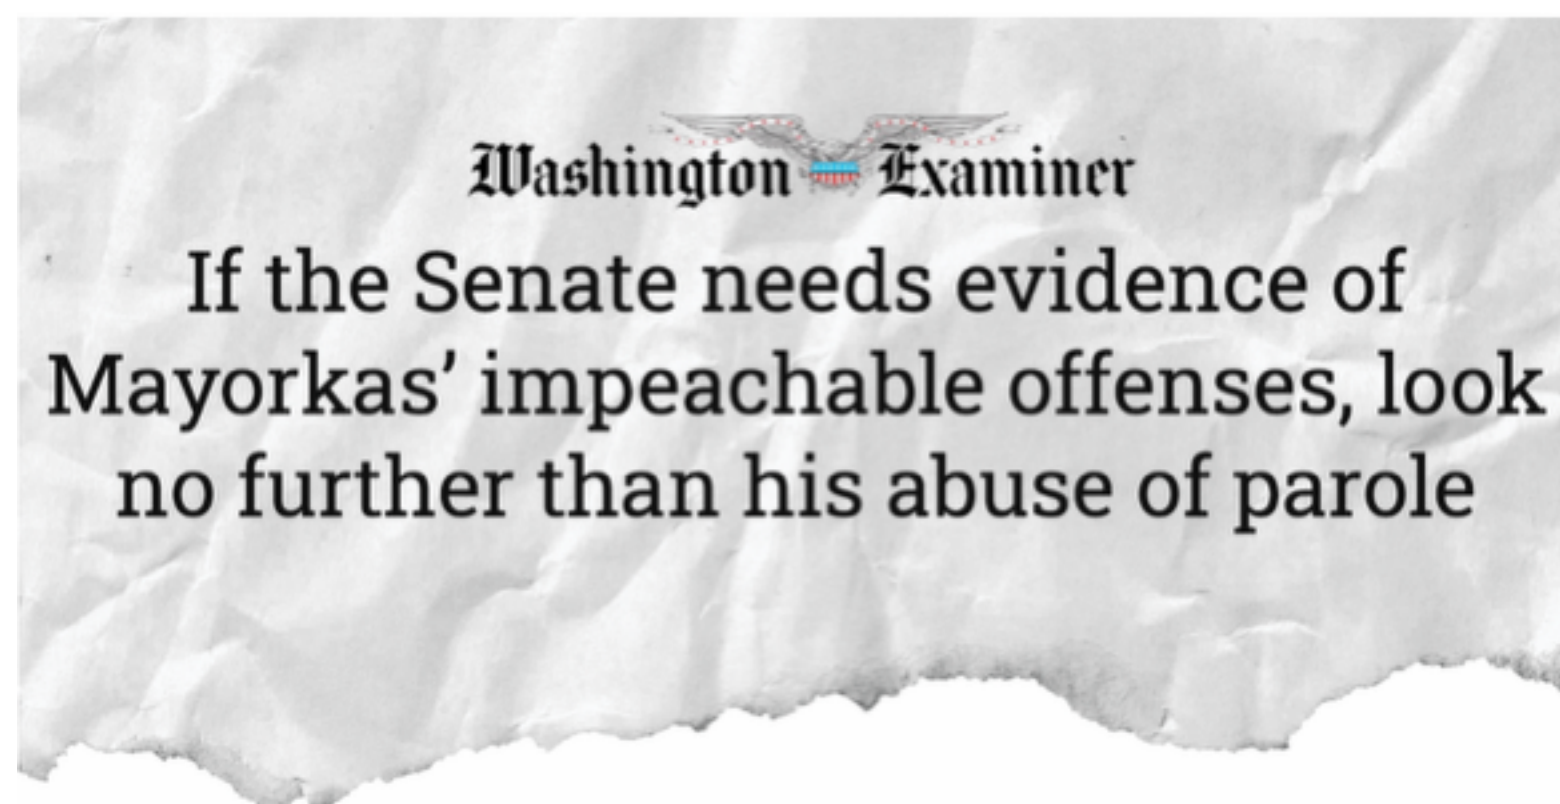 Washington Examiner
If the Senate needs evidence of
Mayorkas’ impeachable offenses, look
no further than his abuse of parole